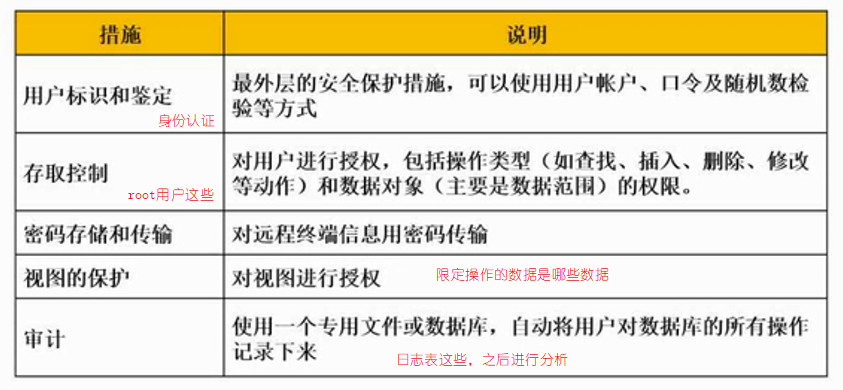 措施
说明
用户标识和鉴定
身份认证
最外层的安全保护措施，可以使用用户帐户、口令及随机数检
验等方式
存取控制
root用户这些
对用户进行授权，包括操作类型（如查找、插入、删除、修改
等动作）和数据对象（主要是数据范围）的权限。
密码存储和传输
对远程终端信息用密码传输
视图的保护
对视图进行授权
限定操作的数据是哪些数据
审计
使用一个专用文件或数据库，自动将用户对数据库的所有操作
记录下来
日志表这些，之后进行分析